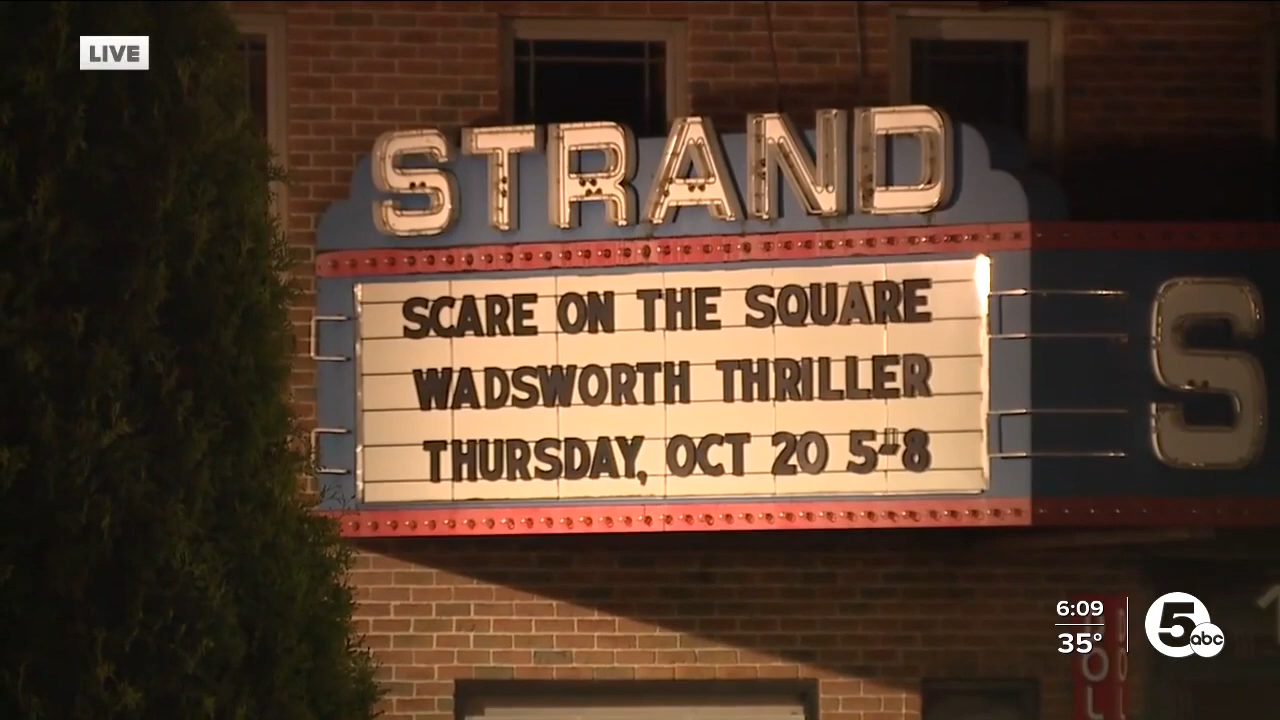 LIVE
STRAND
SCARE ON THE SQUARE
WADSWORTH THRILLER
THURSDAY, OCT 20 5-8
S
6:09
35°
5 abc